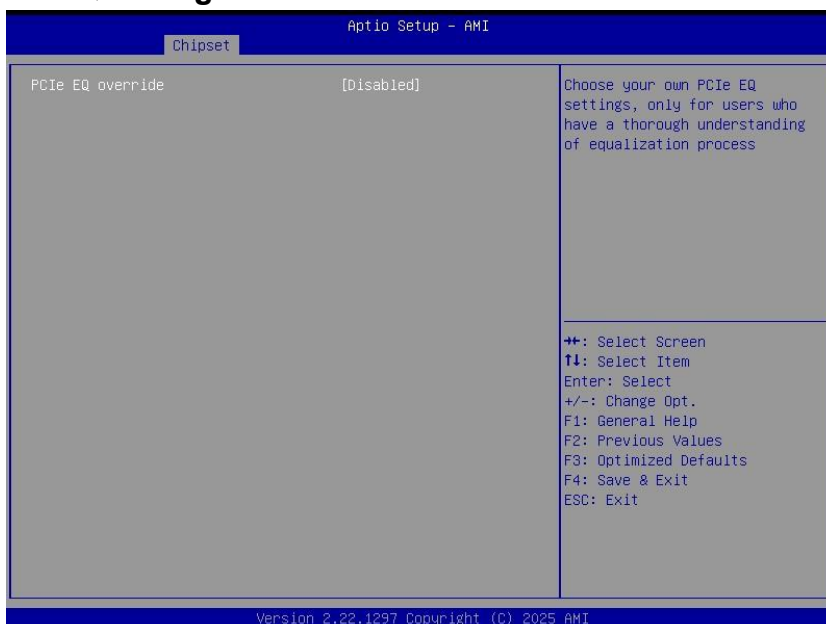 Aptio Setup - AMI
Chipset
PCIe EQ override [Disabled]
Choose your own PCIe EQ
settings, only for users who
have a thorough understanding
of equalization process
→←: Select Screen
↑↓: Select Item
Enter: Select
+/-: Change Opt.
F1: General Help
F2: Previous Values
F3: Optimized Defaults
F4: Save & Exit
ESC: Exit
Version 2.22.1297 Copyright (C) 2025 AMI